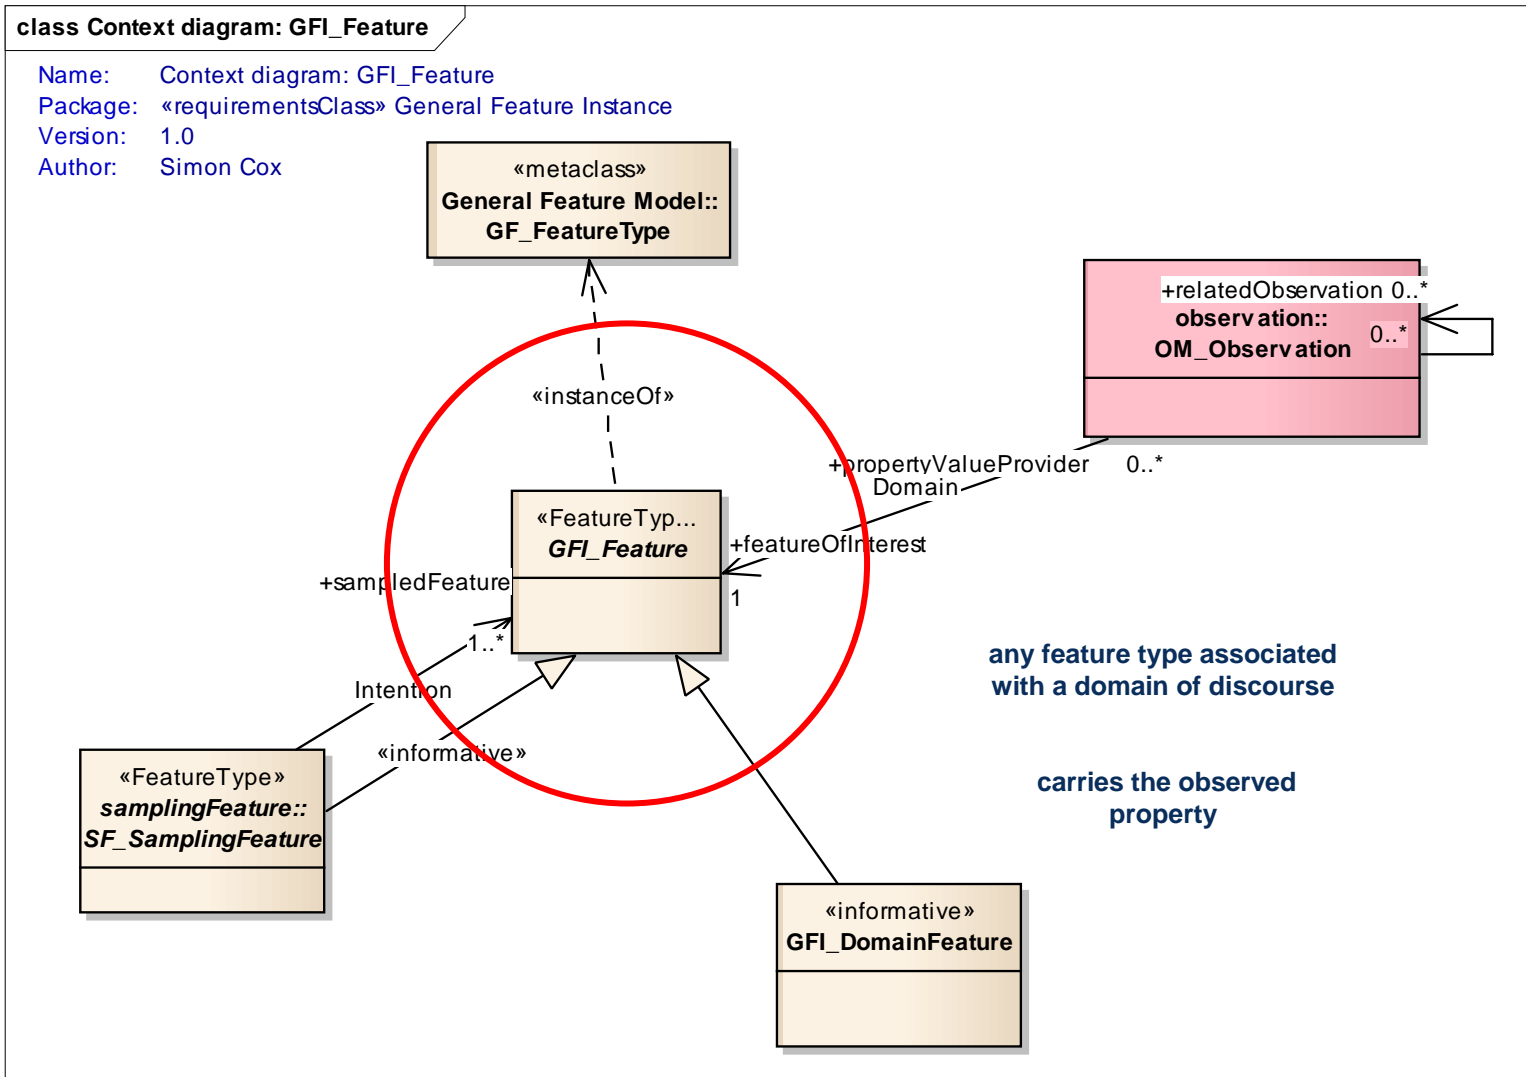 class Context diagram: GFI_Feature
Name: Context diagram: GFI_Feature
Package: «requirementsClass» General Feature Instance
Version: 1.0
Author: Simon Cox
«metaclass»
General Feature Model::
GF_FeatureType
+relatedObservation 0..*
observation::
OM_Observation
0..*
«instanceOf»
+propertyValueProvider 0..*
Domain
«FeatureTyp...
GFI_Feature
+featureOfInterest
1
+sampledFeature
1..*
Intention
«informative»
any feature type associated
with a domain of discourse
carries the observed
property
«FeatureType»
samplingFeature::
SF_SamplingFeature
«informative»
GFI_DomainFeature